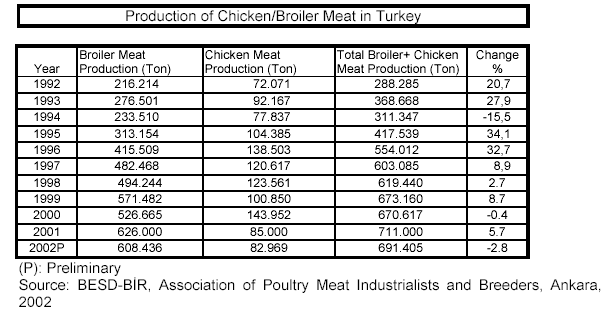 Production of Chicken/Broiler Meat in Turkey
Year Broiler Meat Production (Ton) Chicken Meat Production (Ton) Total Broiler+ Chicken Meat Production (Ton) Change %
1992 216.214 72.071 288.285 20,7
1993 276.501 92.167 368.668 27,9
1994 233.510 77.837 311.347 -15,5
1995 313.154 104.385 417.539 34,1
1996 415.509 138.503 554.012 32,7
1997 482.468 120.617 603.085 8,9
1998 494.244 123.561 619.440 2.7
1999 571.482 100.850 673.160 8.7
2000 526.665 143.952 670.617 -0.4
2001 626.000 85.000 711.000 5.7
2002P 608.436 82.969 691.405 -2.8
(P): Preliminary
Source: BESD-BİR, Association of Poultry Meat Industrialists and Breeders, Ankara,
2002